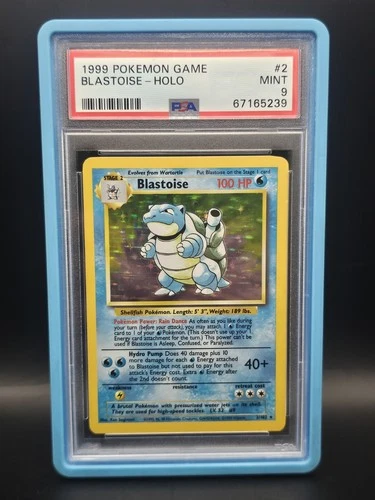 1999 POKEMON GAME #2
BLASTOISE – HOLO MINT
9
PSA 67165239
STAGE 2 Evolves from Wartortle Put Blastoise on the Stage 1 card
Blastoise 100 HP
Shellfish Pokémon. Length: 5' 3", Weight: 189 lbs.
Pokémon Power: Rain Dance As often as you like during
your turn (before your attack), you may attach 1 Energy
card to 1 of your Pokémon. (This doesn't use up your 1
Energy card attachment for the turn.) This power can't be
used if Blastoise is Asleep, Confused, or Paralyzed.
Hydro Pump Does 40 damage plus 10
more damage for each Energy attached
to Blastoise but not used to pay for this
attack's Energy cost. Extra Energy after
the 2nd doesn't count.
40+
weakness resistance retreat cost
A brutal Pokémon with pressurized water jets on its shell.
They are used for high-speed tackles. LV. 52 #9